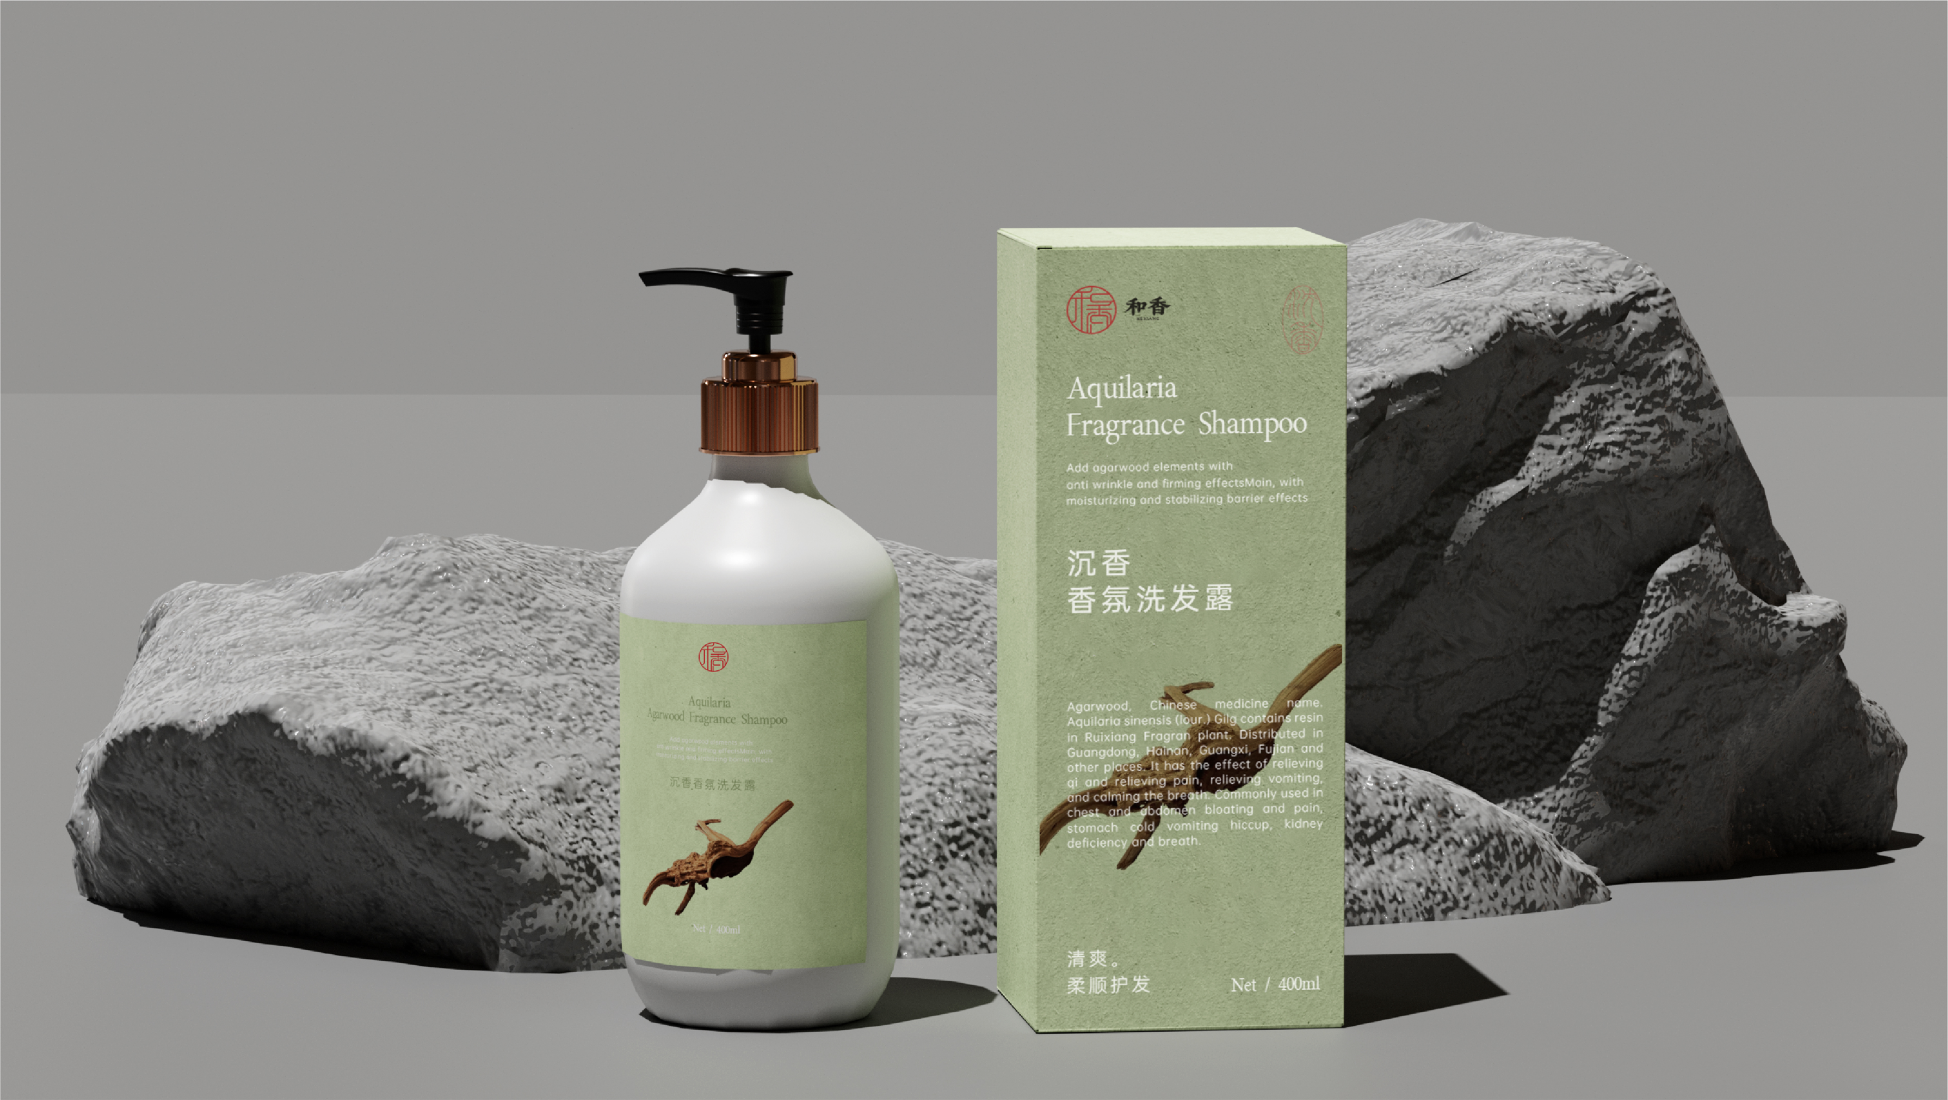 和香
Aquilaria
Fragrance Shampoo
Add agarwood elements with
anti wrinkle and firming effectsMoin, with
moisturizing and stabilizing barrier effects
沉香
香氛洗发露
Agarwood, Chinese medicine name.
Aquilaria sinensis (lour.) Gilg contains resin
in Ruixiang Fragran plant. Distributed in
Guangdong, Hainan, Guangxi, Fujian and
other places. It has the effect of relieving
qi and relieving pain, relieving vomiting,
and calming the breath. Commonly used in
chest and abdomen bloating and pain,
stomach cold vomiting hiccup, kidney
deficiency and breath.
清爽。
柔顺护发
Net / 400ml
Aquilaria
Agarwood Fragrance Shampoo
沉香香氛洗发露
Net / 400ml